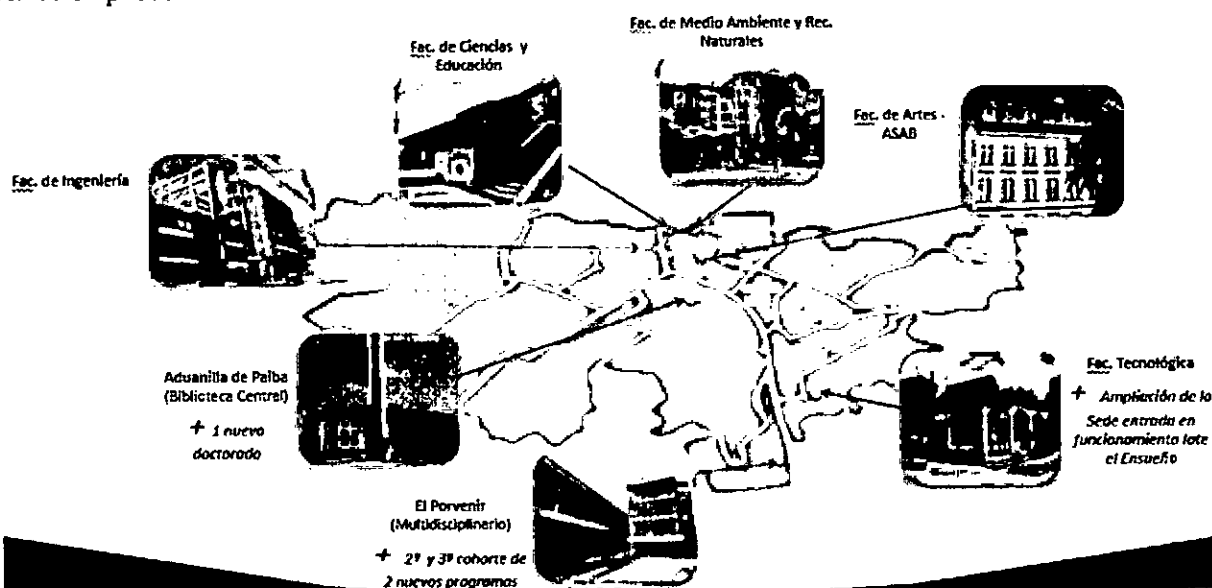 Fac. de Medio Ambiente y Rec.
Naturales
Fac. de Ciencias y
Educación
Fac. de Artes -
ASAB
Fac. de Ingeniería
Aduanilla de Paiba
(Biblioteca Central)
+ 1 nuevo
doctorado
Fac. Tecnológica
+ Ampliación de la
Sede entrada en
funcionamiento lote
el Ensueño
El Porvenir
(Multidisciplinario)
+ 2ª y 3ª cohorte de
2 nuevos programas